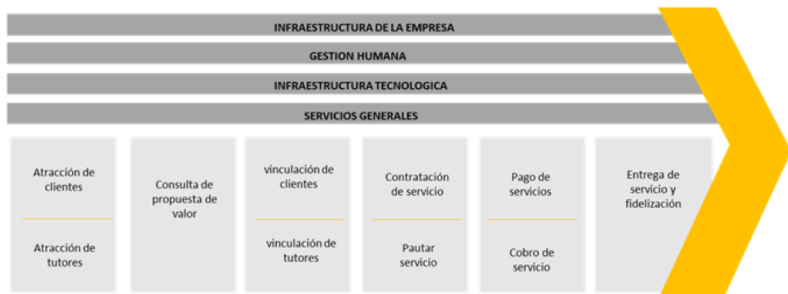 INFRAESTRUCTURA DE LA EMPRESA
GESTION HUMANA
INFRAESTRUCTURA TECNOLOGICA
SERVICIOS GENERALES
Atracción de
clientes
Atracción de
tutores
Consulta de
propuesta de
valor
vinculación de
clientes
vinculación de
tutores
Contratación
de servicio
Pautar
servicio
Pago de
servicios
Cobro de
servicio
Entrega de
servicio y
fidelización